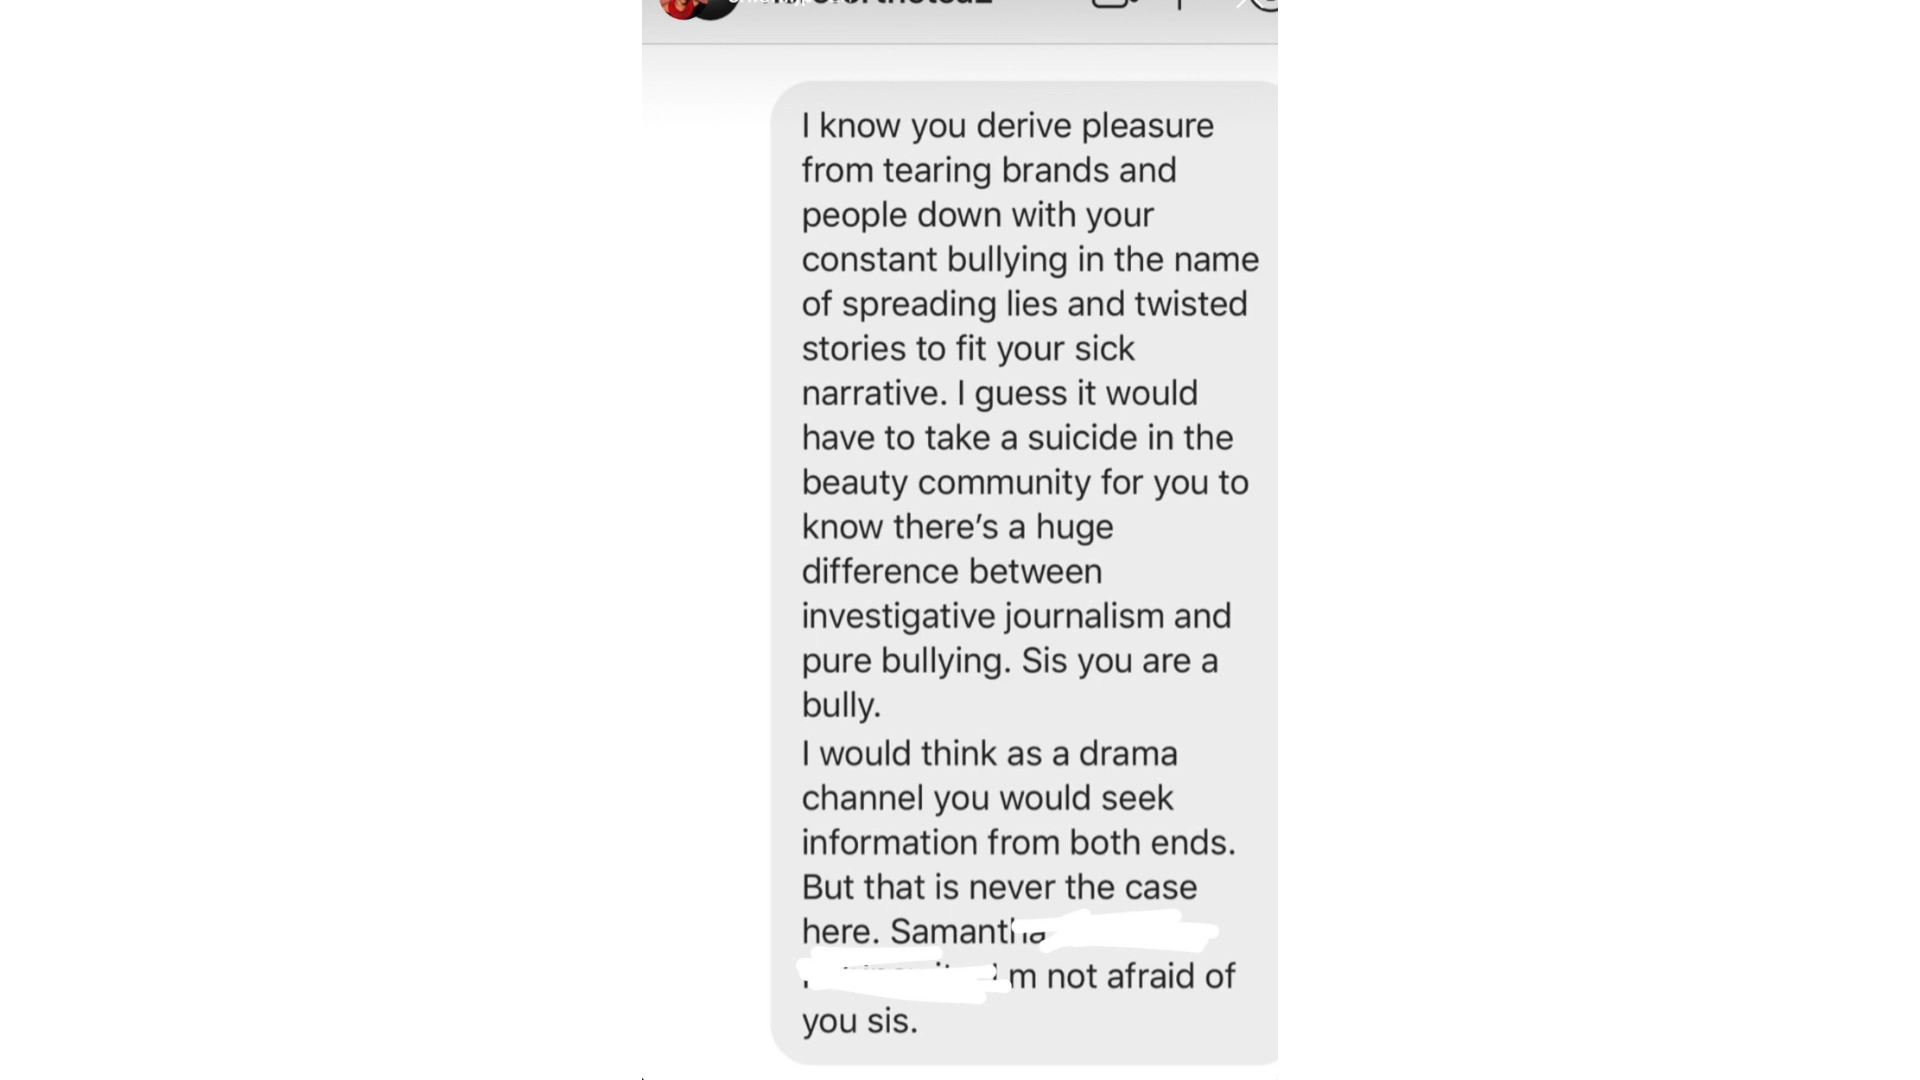 I know you derive pleasure
from tearing brands and
people down with your
constant bullying in the name
of spreading lies and twisted
stories to fit your sick
narrative. I guess it would
have to take a suicide in the
beauty community for you to
know there’s a huge
difference between
investigative journalism and
pure bullying. Sis you are a
bully.
I would think as a drama
channel you would seek
information from both ends.
But that is never the case
here. Samantha
m not afraid of
you sis.